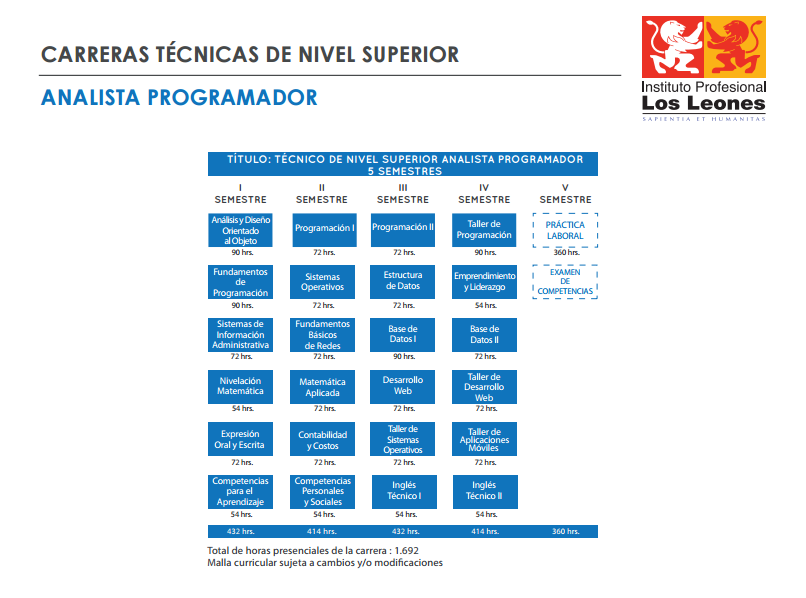 CARRERAS TÉCNICAS DE NIVEL SUPERIOR
ANALISTA PROGRAMADOR
Instituto Profesional
Los Leones
SAPIENTIA ET HUMANITAS
TÍTULO: TÉCNICO DE NIVEL SUPERIOR ANALISTA PROGRAMADOR
5 SEMESTRES
I
SEMESTRE
II
SEMESTRE
III
SEMESTRE
IV
SEMESTRE
V
SEMESTRE
Análisis y Diseño
Orientado
al Objeto
90 hrs.
Programación I
72 hrs.
Programación II
72 hrs.
Taller de
Programación
90 hrs.
PRÁCTICA
LABORAL
360 hrs.
Fundamentos
de
Programación
90 hrs.
Sistemas
Operativos
72 hrs.
Estructura
de Datos
72 hrs.
Emprendimiento
y Liderazgo
54 hrs.
EXAMEN
DE
COMPETENCIAS
Sistemas de
Información
Administrativa
72 hrs.
Fundamentos
Básicos
de Redes
72 hrs.
Base de
Datos I
90 hrs.
Base de
Datos II
72 hrs.
Nivelación
Matemática
54 hrs.
Matemática
Aplicada
72 hrs.
Desarrollo
Web
72 hrs.
Taller de
Desarrollo
Web
72 hrs.
Expresión
Oral y Escrita
72 hrs.
Contabilidad
y Costos
72 hrs.
Taller de
Sistemas
Operativos
72 hrs.
Taller de
Aplicaciones
Móviles
72 hrs.
Competencias
para el
Aprendizaje
54 hrs.
Competencias
Personales
y Sociales
54 hrs.
Inglés
Técnico I
54 hrs.
Inglés
Técnico II
54 hrs.
432 hrs.
414 hrs.
432 hrs.
414 hrs.
360 hrs.
Total de horas presenciales de la carrera : 1.692
Malla curricular sujeta a cambios y/o modificaciones